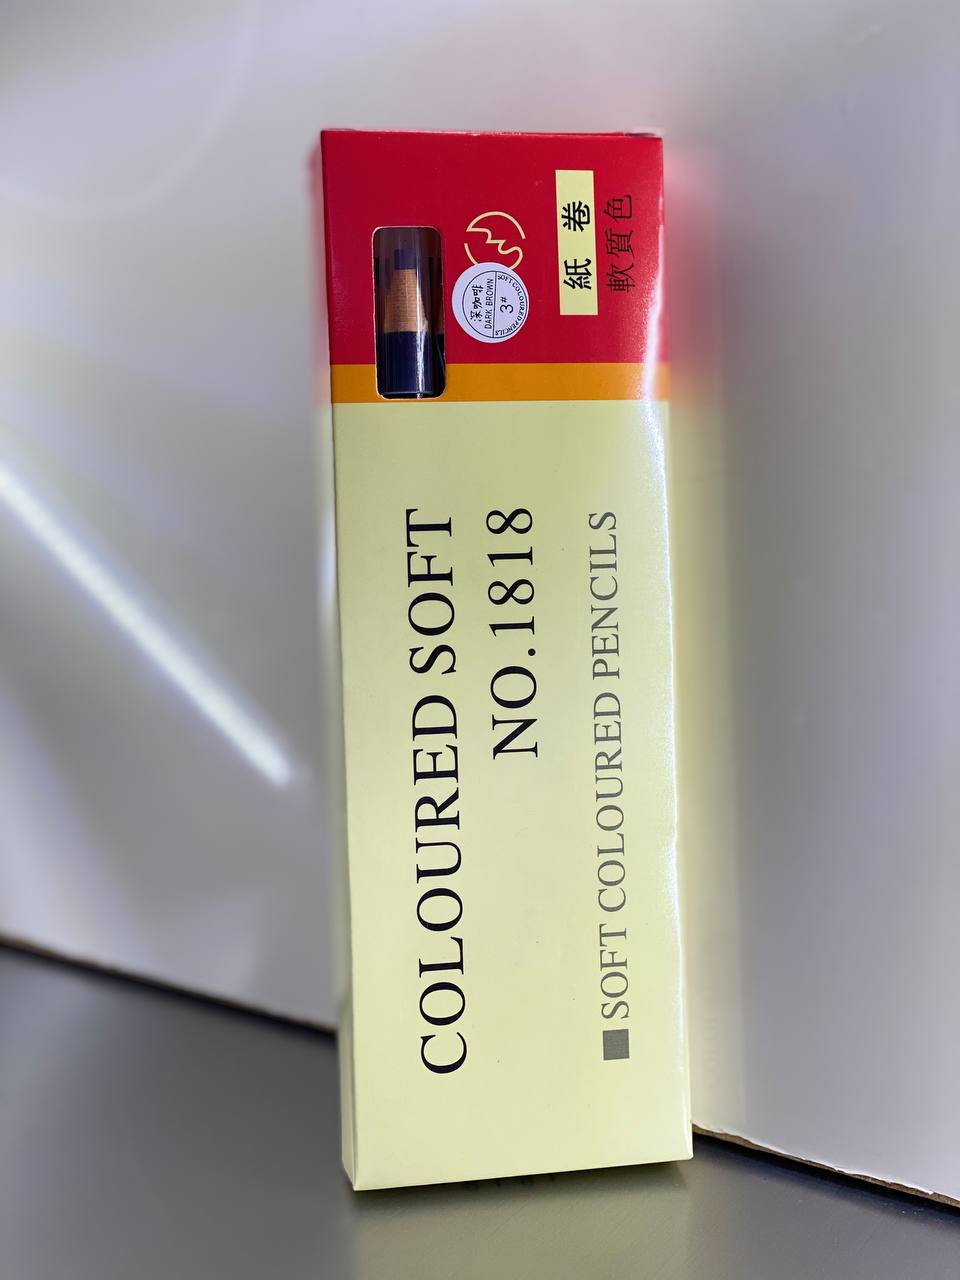 紙 卷
軟質色
深咖啡
DARK BROWN
3#
SOFT COLOURED PENCILS
COLOURED SOFT
NO.1818
SOFT COLOURED PENCILS